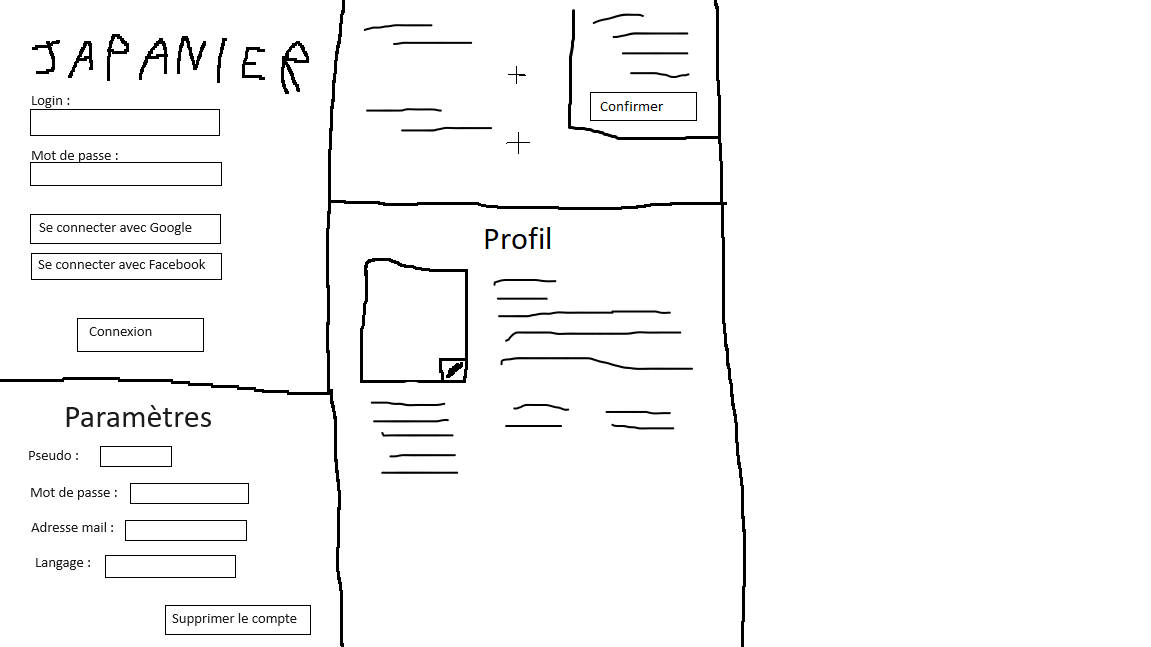 JAPANIER
Login :
Mot de passe :
Se connecter avec Google
Se connecter avec Facebook
Connexion
Paramètres
Pseudo :
Mot de passe :
Adresse mail :
Langage :
Supprimer le compte
Confirmer
Profil